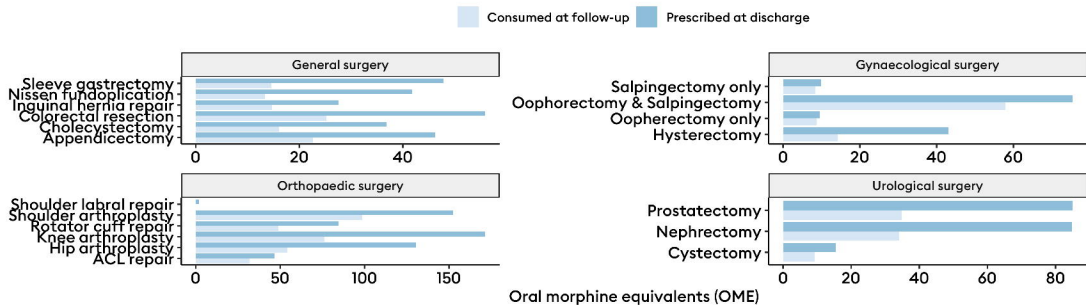 Consumed at follow-up Prescribed at discharge
General surgery
Sleeve gastrectomy
Nissen fundoplication
Inguinal hernia repair
Colorectal resection
Cholecystectomy
Appendicectomy
0 20 40
Gynaecological surgery
Salpingectomy only
Oophorectomy & Salpingectomy
Oopherectomy only
Hysterectomy
0 20 40 60
Orthopaedic surgery
Shoulder labral repair
Shoulder arthroplasty
Rotator cuff repair
Knee arthroplasty
Hip arthroplasty
ACL repair
0 50 100 150
Urological surgery
Prostatectomy
Nephrectomy
Cystectomy
0 20 40 60 80
Oral morphine equivalents (OME)